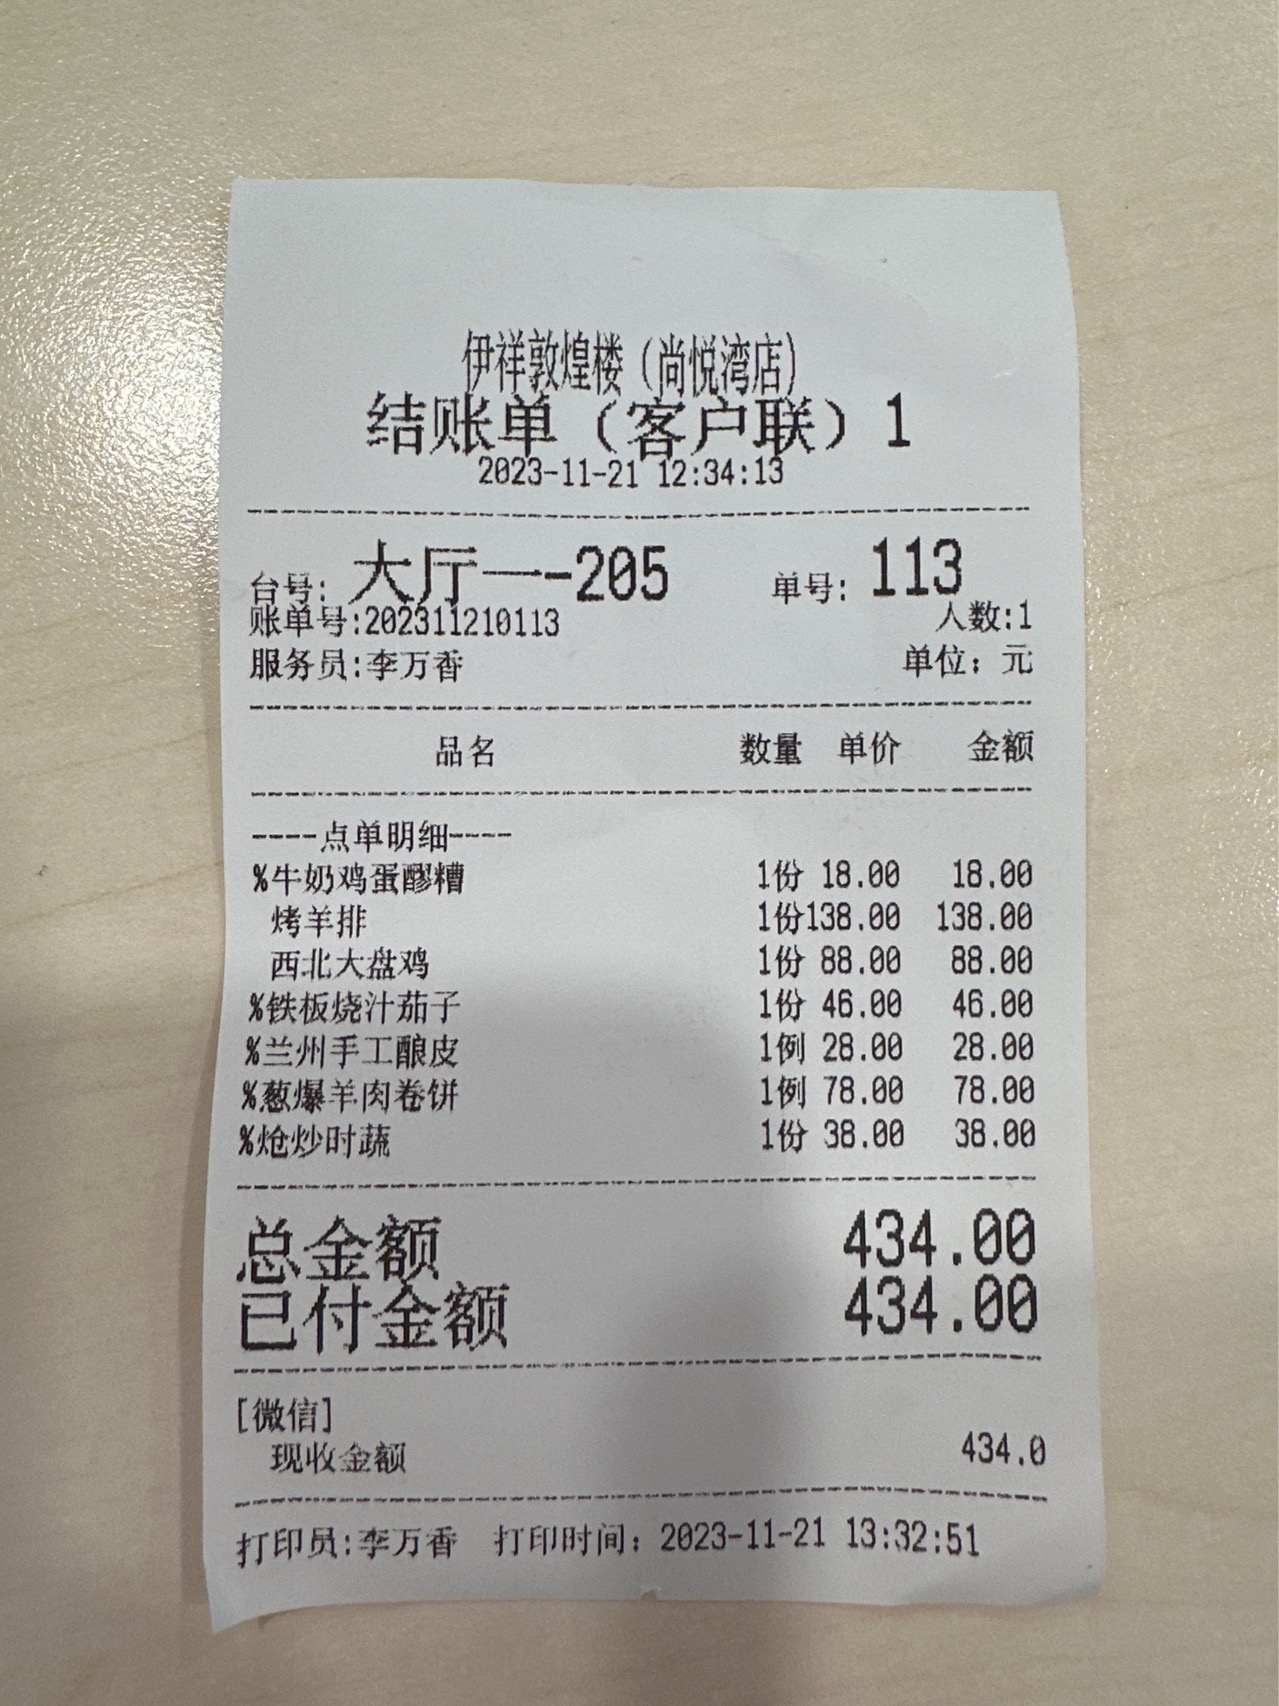 伊祥敦煌楼（尚悦湾店）
结账单（客户联）1
2023-11-21 12:34:13
台号: 大厅一-205 单号: 113
账单号:202311210113 人数:1
服务员:李万香 单位: 元
品名 数量 单价 金额
----点单明细----
%牛奶鸡蛋醪糟 1份 18.00 18.00
烤羊排 1份138.00 138.00
西北大盘鸡 1份 88.00 88.00
%铁板烧汁茄子 1份 46.00 46.00
%兰州手工酿皮 1例 28.00 28.00
%葱爆羊肉卷饼 1例 78.00 78.00
%炝炒时蔬 1份 38.00 38.00
总金额 434.00
已付金额 434.00
[微信]
现收金额 434.0
打印员:李万香 打印时间: 2023-11-21 13:32:51